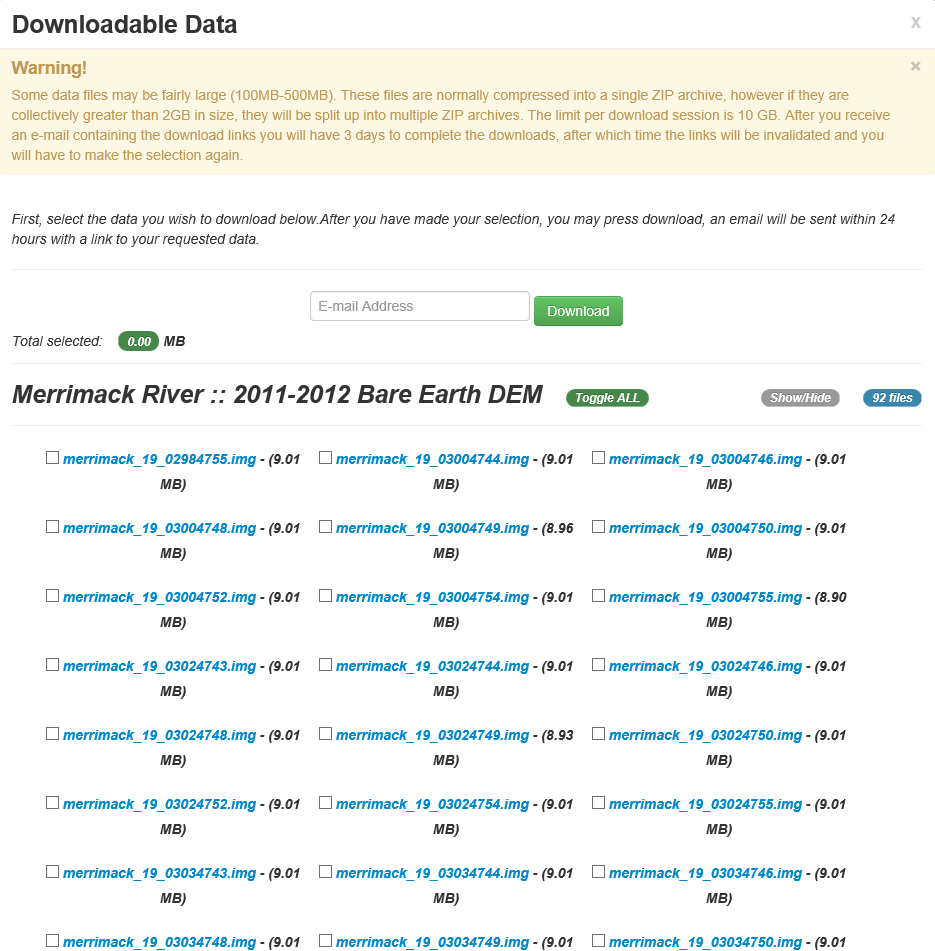 Downloadable Data
x
Warning!
×
Some data files may be fairly large (100MB-500MB). These files are normally compressed into a single ZIP archive, however if they are
collectively greater than 2GB in size, they will be split up into multiple ZIP archives. The limit per download session is 10 GB. After you receive
an e-mail containing the download links you will have 3 days to complete the downloads, after which time the links will be invalidated and you
will have to make the selection again.
First, select the data you wish to download below.After you have made your selection, you may press download, an email will be sent within 24
hours with a link to your requested data.
E-mail Address Download
Total selected: 0.00 MB
Merrimack River :: 2011-2012 Bare Earth DEM Toggle ALL Show/Hide 92 files
merrimack_19_02984755.img - (9.01 merrimack_19_03004744.img - (9.01 merrimack_19_03004746.img - (9.01
MB) MB) MB)
merrimack_19_03004748.img - (9.01 merrimack_19_03004749.img - (8.96 merrimack_19_03004750.img - (9.01
MB) MB) MB)
merrimack_19_03004752.img - (9.01 merrimack_19_03004754.img - (9.01 merrimack_19_03004755.img - (8.90
MB) MB) MB)
merrimack_19_03024743.img - (9.01 merrimack_19_03024744.img - (9.01 merrimack_19_03024746.img - (9.01
MB) MB) MB)
merrimack_19_03024748.img - (9.01 merrimack_19_03024749.img - (8.93 merrimack_19_03024750.img - (9.01
MB) MB) MB)
merrimack_19_03024752.img - (9.01 merrimack_19_03024754.img - (9.01 merrimack_19_03024755.img - (9.01
MB) MB) MB)
merrimack_19_03034743.img - (9.01 merrimack_19_03034744.img - (9.01 merrimack_19_03034746.img - (9.01
MB) MB) MB)
merrimack_19_03034748.img - (9.01 merrimack_19_03034749.img - (9.01 merrimack_19_03034750.img - (9.01